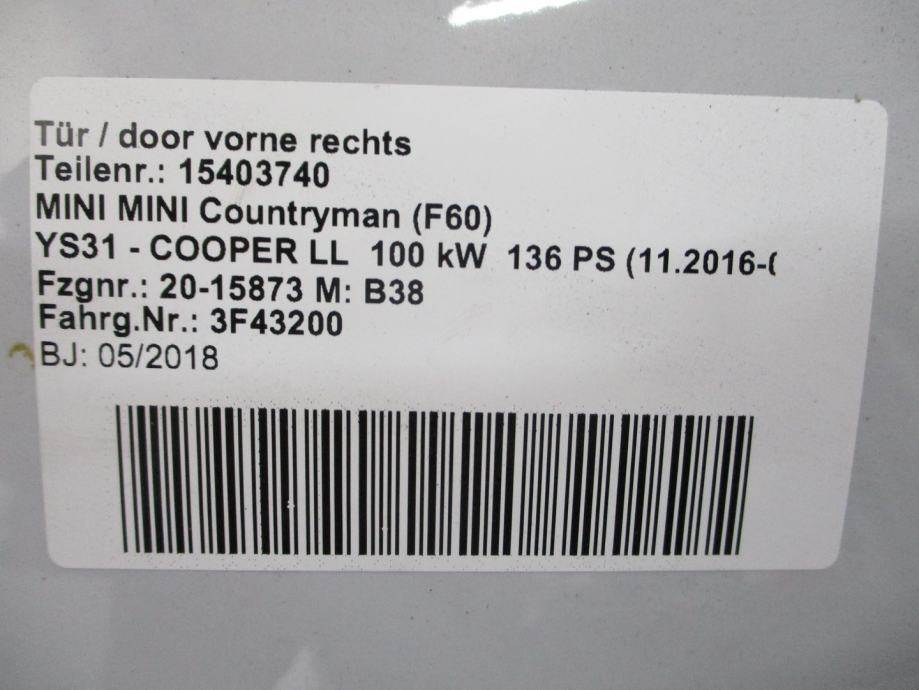 Tür / door vorne rechts
Teilenr.: 15403740
MINI MINI Countryman (F60)
YS31 - COOPER LL 100 kW 136 PS (11.2016-(
Fzgnr.: 20-15873 M: B38
Fahrg.Nr.: 3F43200
BJ: 05/2018